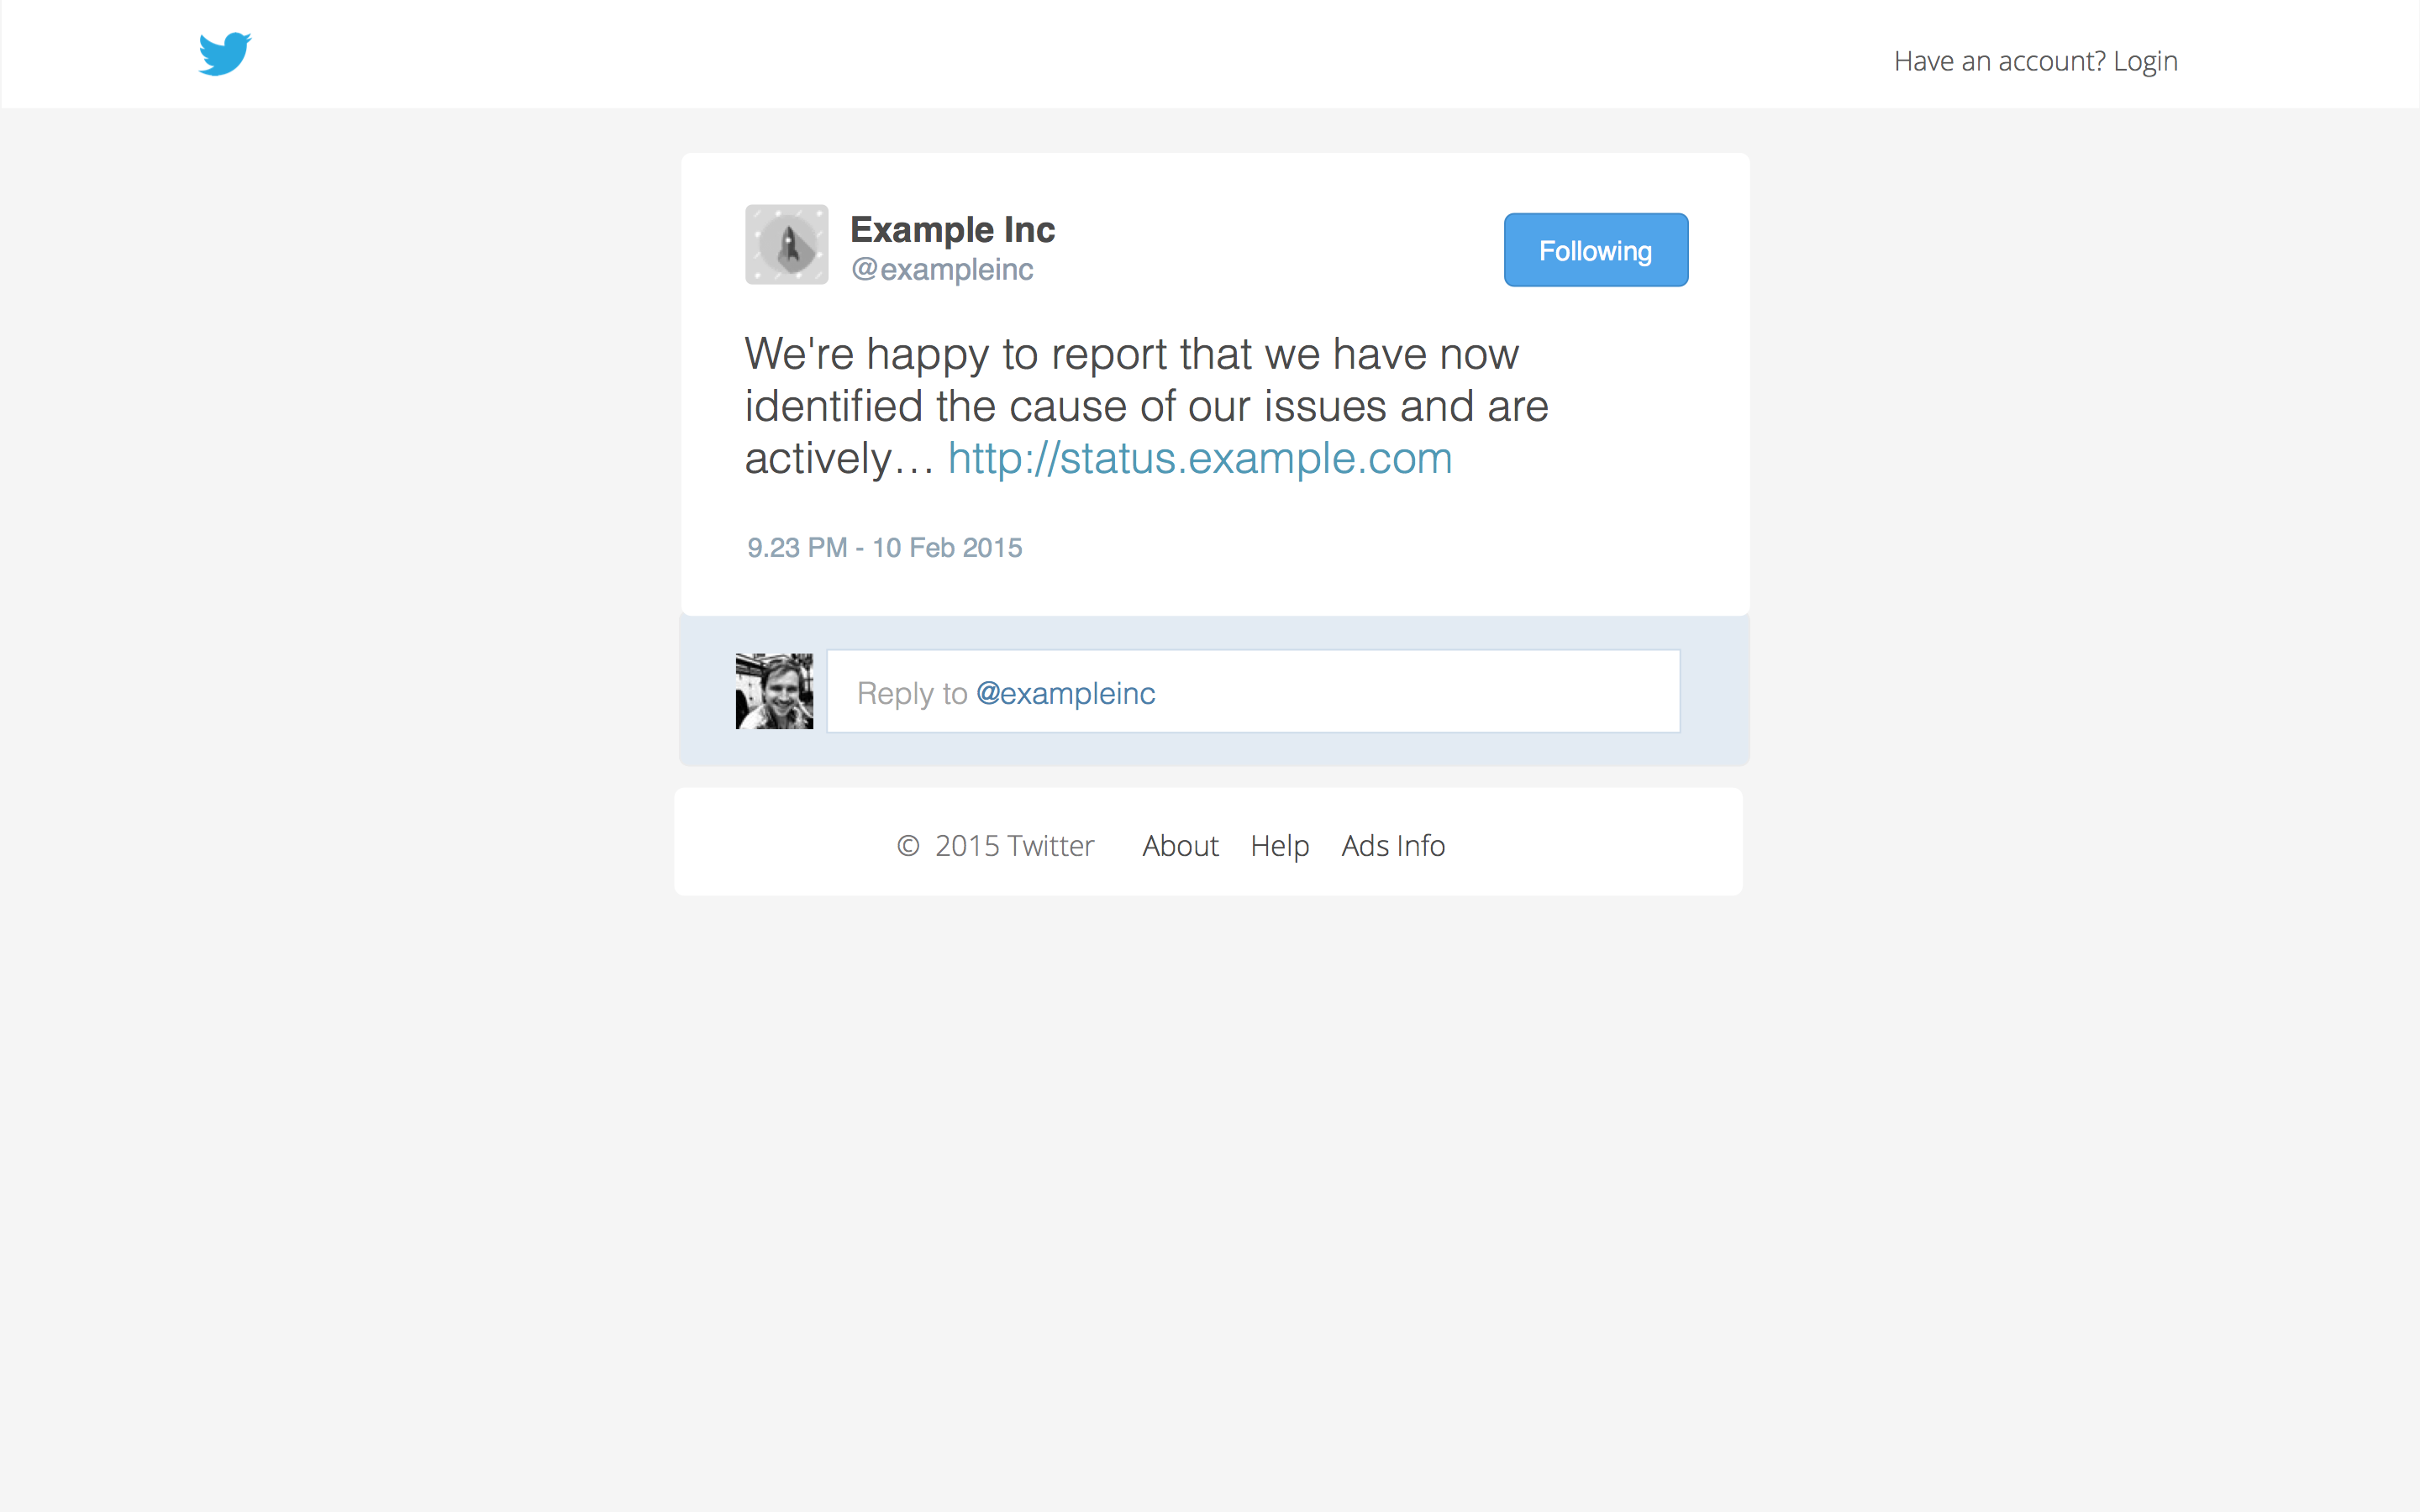 Have an account? Login
Example Inc
@exampleinc
Following
We're happy to report that we have now
identified the cause of our issues and are
actively… http://status.example.com
9.23 PM - 10 Feb 2015
Reply to @exampleinc
© 2015 Twitter About Help Ads Info